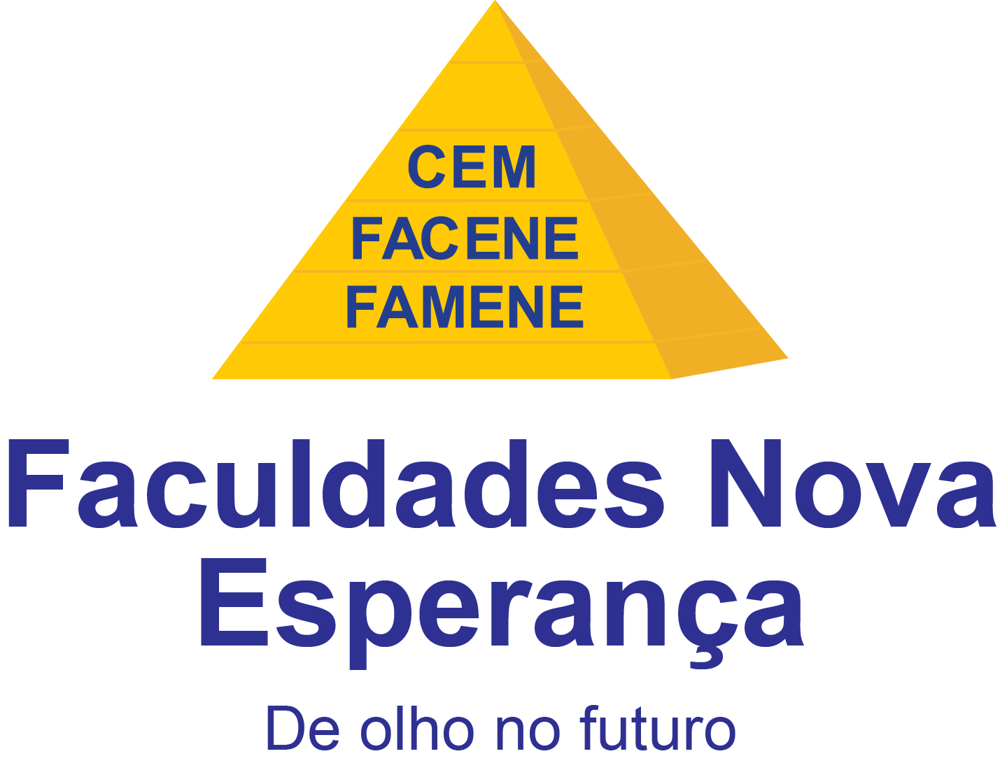 CEM
FACENE
FAMENE
Faculdades Nova
Esperança
De olho no futuro